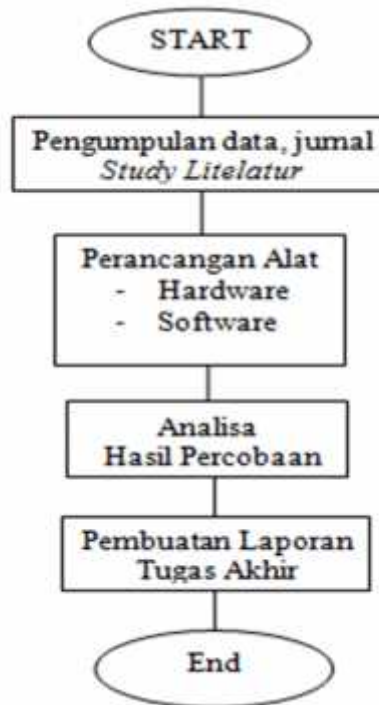 START
Pengumpulan data, jurnal
Study Litelatur
Perancangan Alat
- Hardware
- Software
Analisa
Hasil Percobaan
Pembuatan Laporan
Tugas Akhir
End